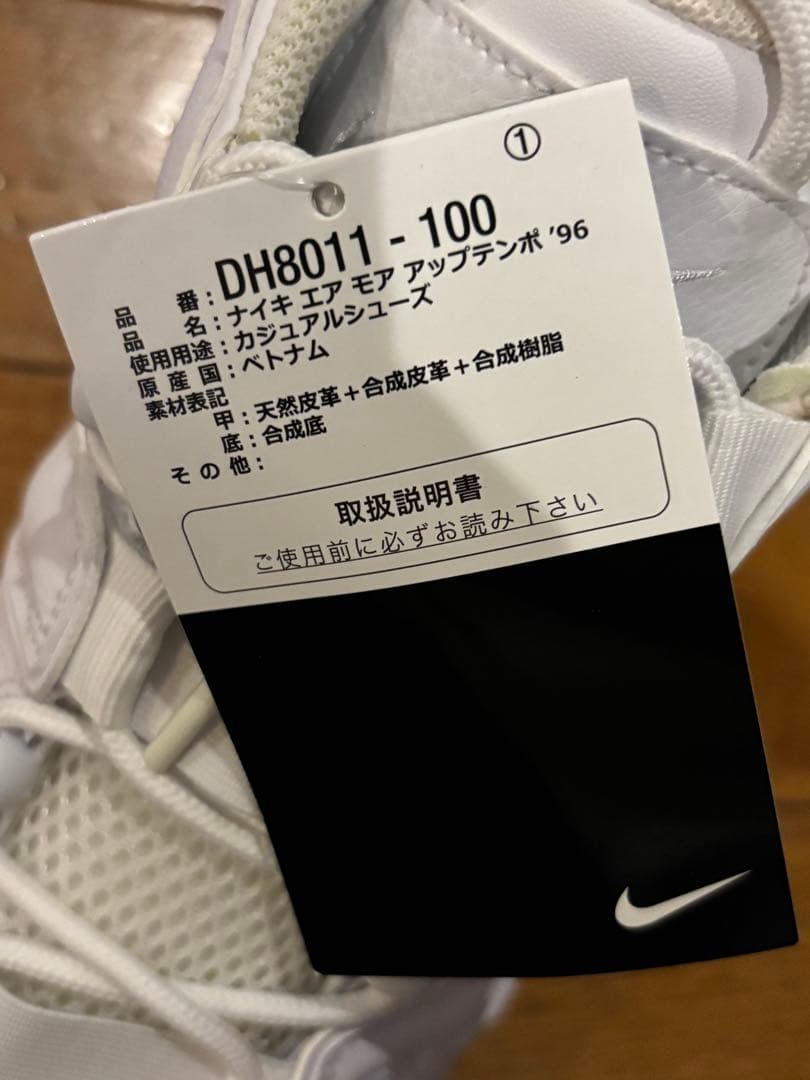 ①
品番：DH8011 - 100
品名：ナイキ エア モア アップテンポ ’96
使用用途：カジュアルシューズ
原産国：ベトナム
素材表記
甲：天然皮革＋合成皮革＋合成樹脂
底：合成底
その他：
取扱説明書
ご使用前に必ずお読み下さい